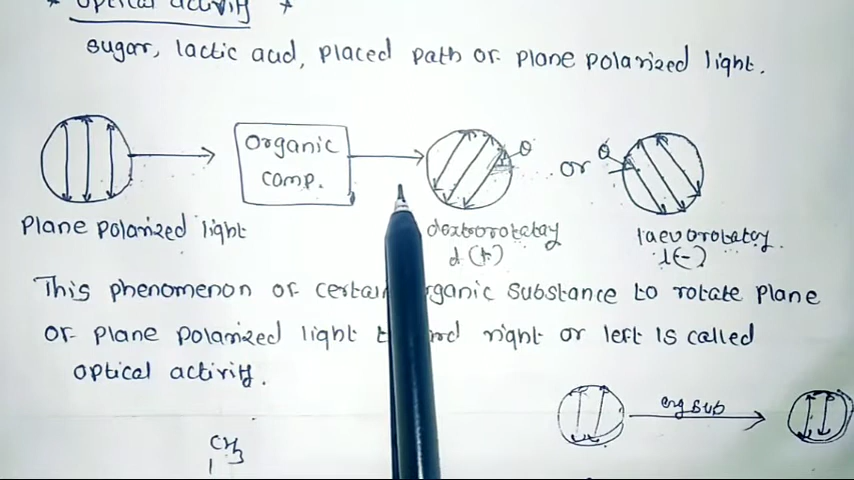 * optical activity *
sugar, lactic acid, placed path of plane polarized light.
organic
comp.
θ
or
θ
plane polarized light
dextrorotatay
d (+)
laevorotatoy.
l (-)
This phenomenon of certain organic substance to rotate plane
of plane polarized light right or left is called
optical activity.
org sub
CH3